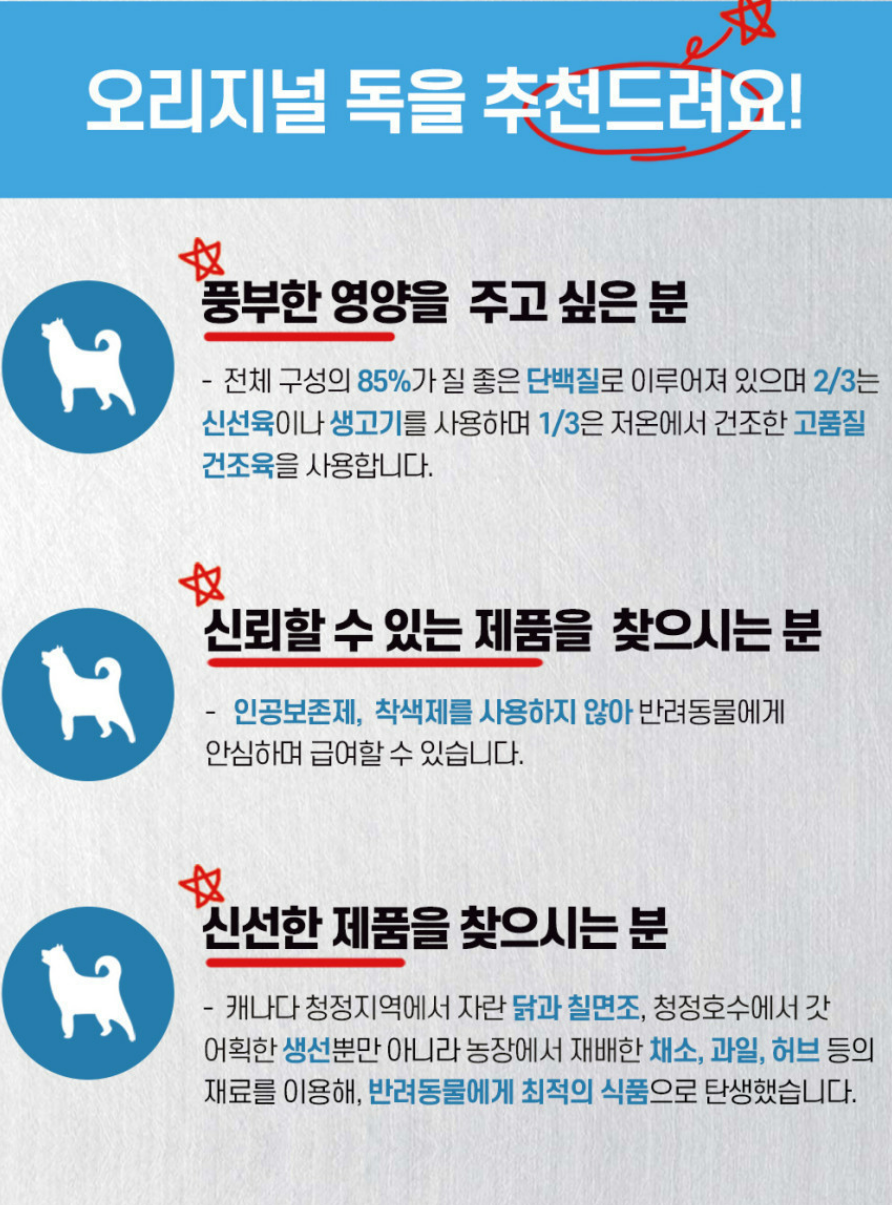 오리지널 독을 추천드려요!
풍부한 영양을 주고 싶은 분
- 전체 구성의 85%가 질 좋은 단백질로 이루어져 있으며 2/3는
신선육이나 생고기를 사용하며 1/3은 저온에서 건조한 고품질
건조육을 사용합니다.
신뢰할 수 있는 제품을 찾으시는 분
- 인공보존제, 착색제를 사용하지 않아 반려동물에게
안심하며 급여할 수 있습니다.
신선한 제품을 찾으시는 분
- 캐나다 청정지역에서 자란 닭과 칠면조, 청정호수에서 갓
어획한 생선뿐만 아니라 농장에서 재배한 채소, 과일, 허브 등의
재료를 이용해, 반려동물에게 최적의 식품으로 탄생했습니다.